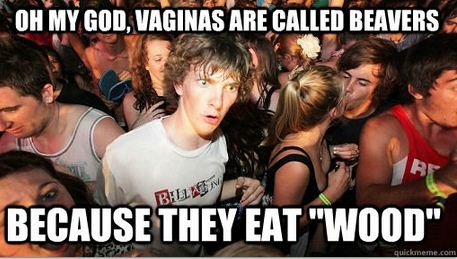 OH MY GOD, VAGINAS ARE CALLED BEAVERS
BECAUSE THEY EAT "WOOD"
quickmeme.com